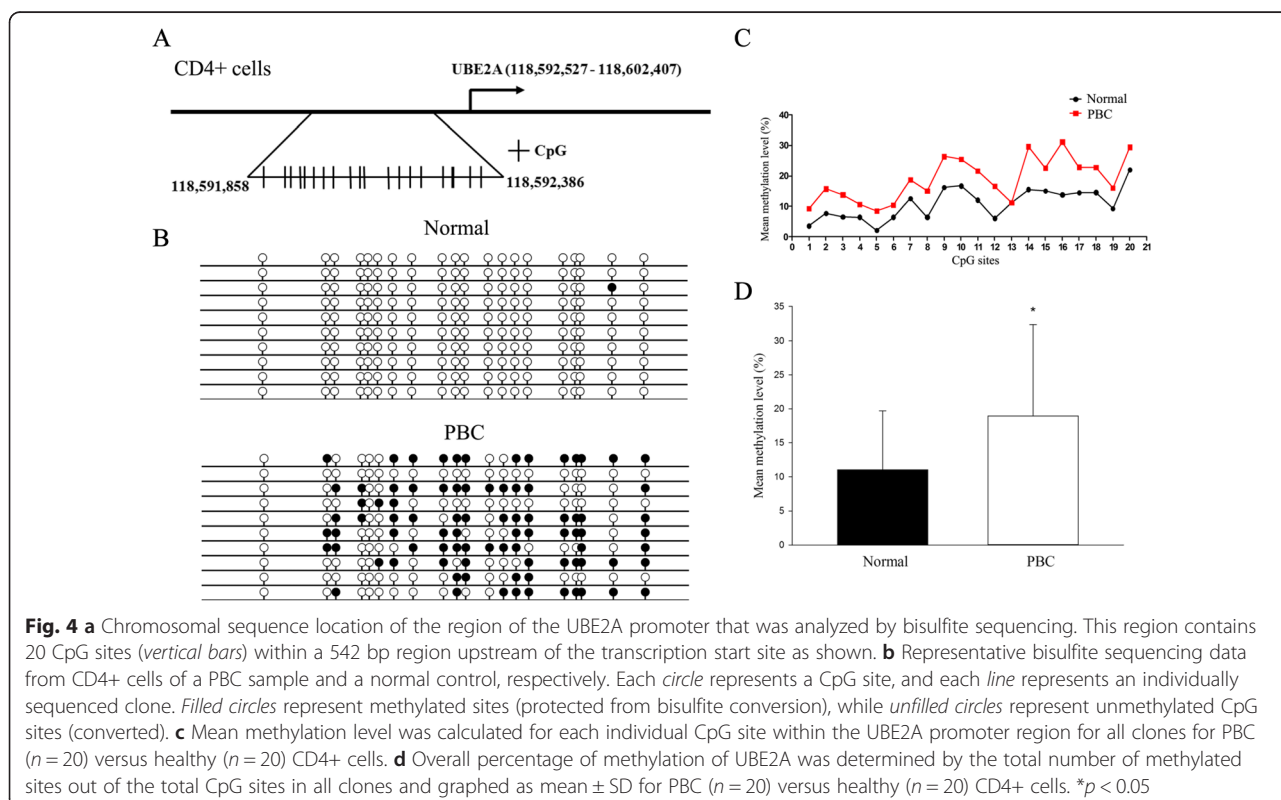 A
CD4+ cells
UBE2A (118,592,527 - 118,602,407)
CpG
118,591,858
118,592,386
B
Normal
PBC
C
Normal
PBC
Mean methylation level (%)
40
30
20
10
0
0 1 2 3 4 5 6 7 8 9 10 11 12 13 14 15 16 17 18 19 20 21
CpG sites
D
*
Mean methylation level (%)
35
30
25
20
15
10
5
0
Normal PBC
Fig. 4 a Chromosomal sequence location of the region of the UBE2A promoter that was analyzed by bisulfite sequencing. This region contains
20 CpG sites (vertical bars) within a 542 bp region upstream of the transcription start site as shown. b Representative bisulfite sequencing data
from CD4+ cells of a PBC sample and a normal control, respectively. Each circle represents a CpG site, and each line represents an individually
sequenced clone. Filled circles represent methylated sites (protected from bisulfite conversion), while unfilled circles represent unmethylated CpG
sites (converted). c Mean methylation level was calculated for each individual CpG site within the UBE2A promoter region for all clones for PBC
(n = 20) versus healthy (n = 20) CD4+ cells. d Overall percentage of methylation of UBE2A was determined by the total number of methylated
sites out of the total CpG sites in all clones and graphed as mean ± SD for PBC (n = 20) versus healthy (n = 20) CD4+ cells. *p < 0.05